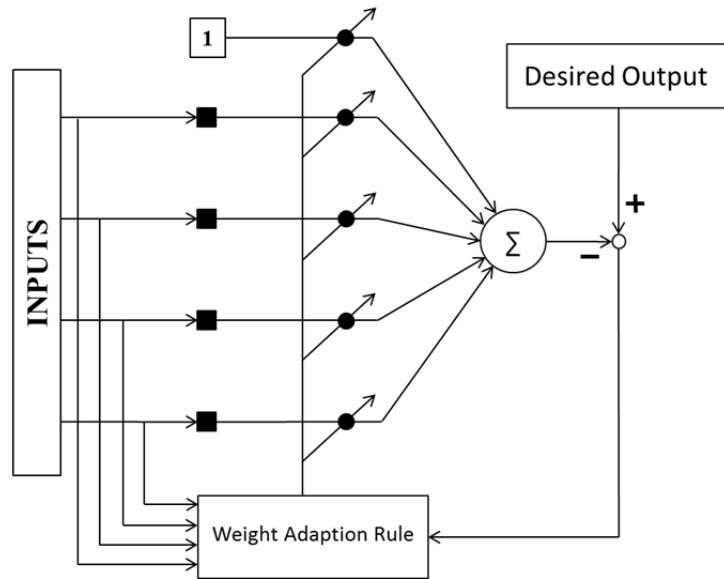 1
Desired Output
INPUTS
+
Σ
−
Weight Adaption Rule